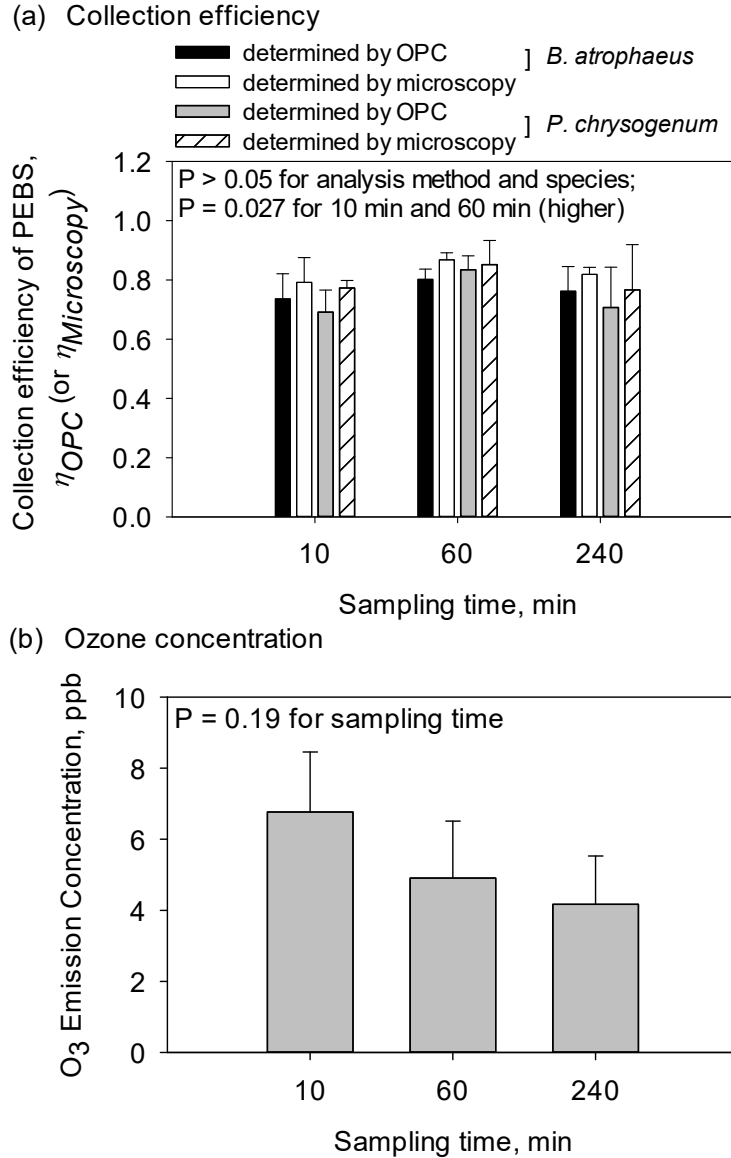 (a) Collection efficiency
determined by OPC ] B. atrophaeus
determined by microscopy
determined by OPC ] P. chrysogenum
determined by microscopy
Collection efficiency of PEBS,
ηOPC (or ηMicroscopy)
1.2
1.0
0.8
0.6
0.4
0.2
0.0
P > 0.05 for analysis method and species;
P = 0.027 for 10 min and 60 min (higher)
10 60 240
Sampling time, min
(b) Ozone concentration
O3 Emission Concentration, ppb
10
8
6
4
2
0
P = 0.19 for sampling time
10 60 240
Sampling time, min